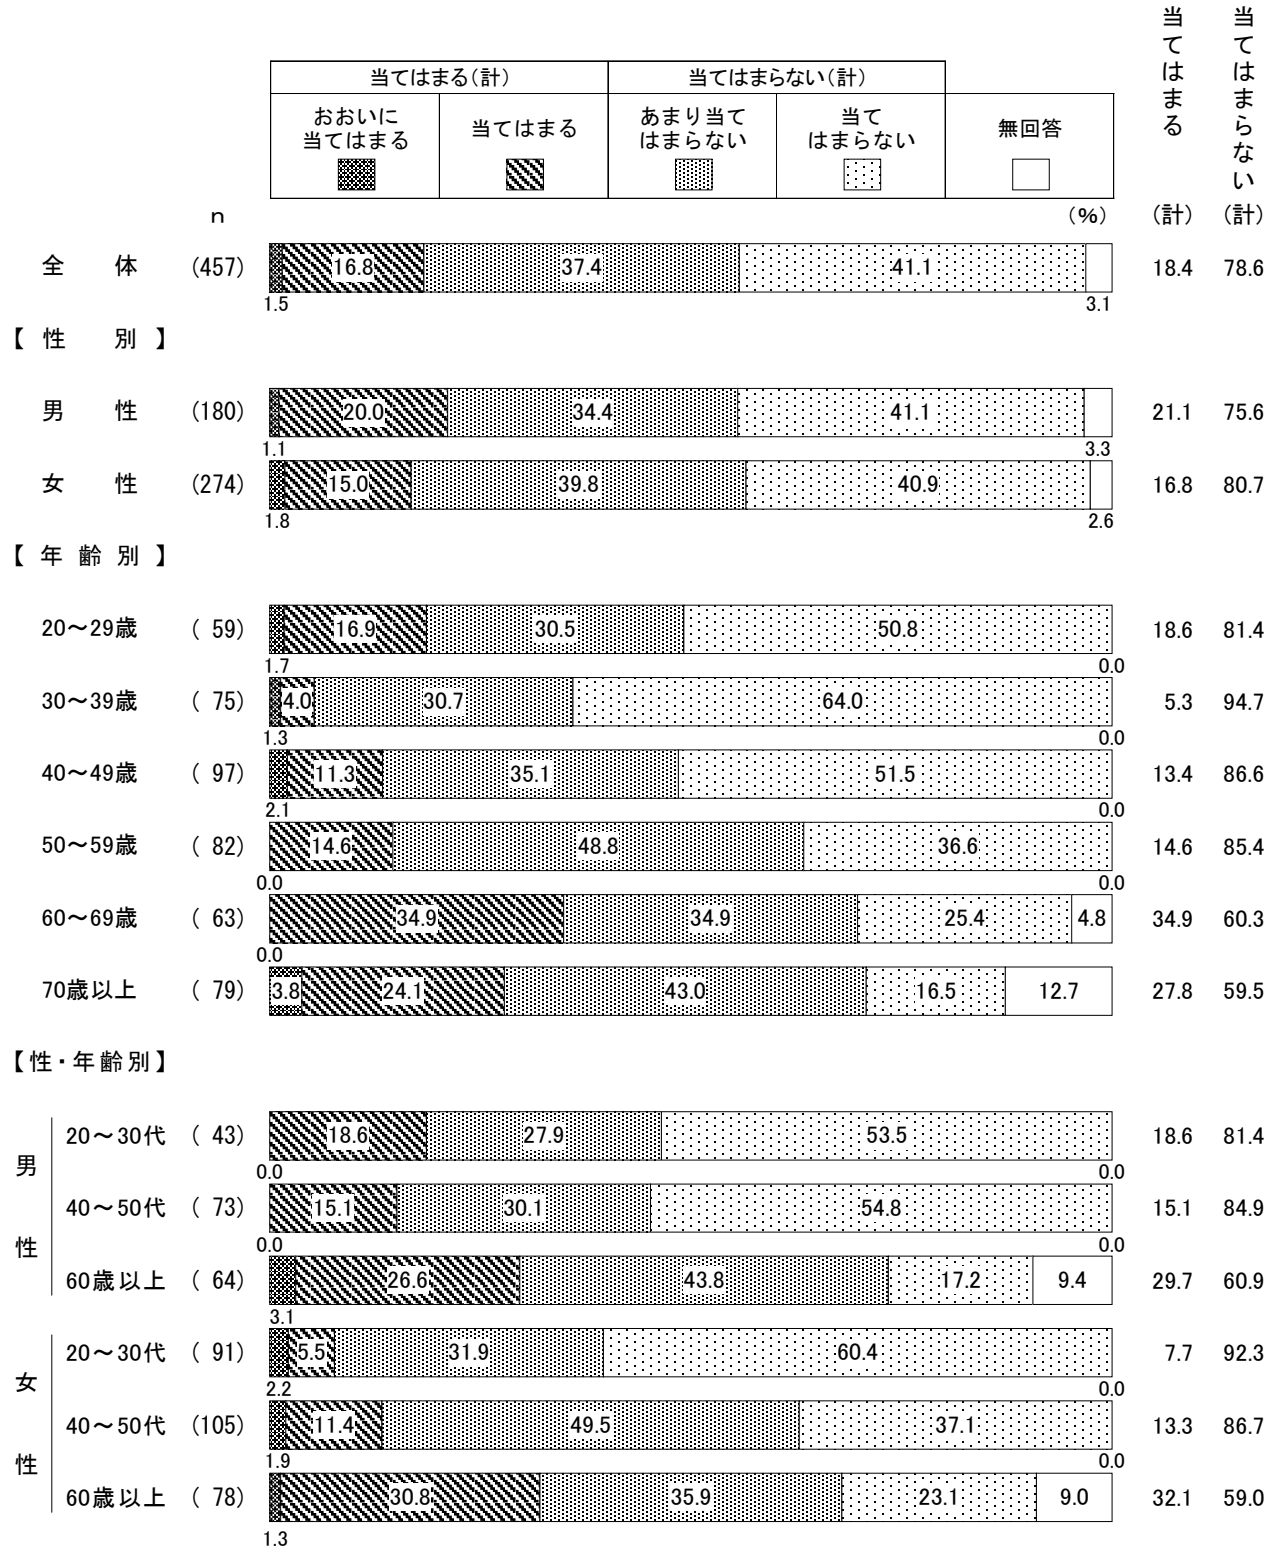 当てはまる(計) 当てはまらない(計)
おおいに
当てはまる
当てはまる
あまり当て
はまらない
当て
はまらない
無回答
当てはまる(計)
当てはまらない(計)
n (%)
全体 (457) 16.8 37.4 41.1 18.4 78.6
1.5 3.1
【性別】
男性 (180) 20.0 34.4 41.1 21.1 75.6
1.1 3.3
女性 (274) 15.0 39.8 40.9 16.8 80.7
1.8 2.6
【年齢別】
20～29歳 ( 59) 16.9 30.5 50.8 18.6 81.4
1.7 0.0
30～39歳 ( 75) 4.0 30.7 64.0 5.3 94.7
1.3 0.0
40～49歳 ( 97) 11.3 35.1 51.5 13.4 86.6
2.1 0.0
50～59歳 ( 82) 14.6 48.8 36.6 14.6 85.4
0.0 0.0
60～69歳 ( 63) 34.9 34.9 25.4 4.8 34.9 60.3
0.0
70歳以上 ( 79) 3.8 24.1 43.0 16.5 12.7 27.8 59.5
【性・年齢別】
男性
20～30代 ( 43) 18.6 27.9 53.5 18.6 81.4
0.0 0.0
40～50代 ( 73) 15.1 30.1 54.8 15.1 84.9
0.0 0.0
60歳以上 ( 64) 26.6 43.8 17.2 9.4 29.7 60.9
3.1
女性
20～30代 ( 91) 5.5 31.9 60.4 7.7 92.3
2.2 0.0
40～50代 (105) 11.4 49.5 37.1 13.3 86.7
1.9 0.0
60歳以上 ( 78) 30.8 35.9 23.1 9.0 32.1 59.0
1.3